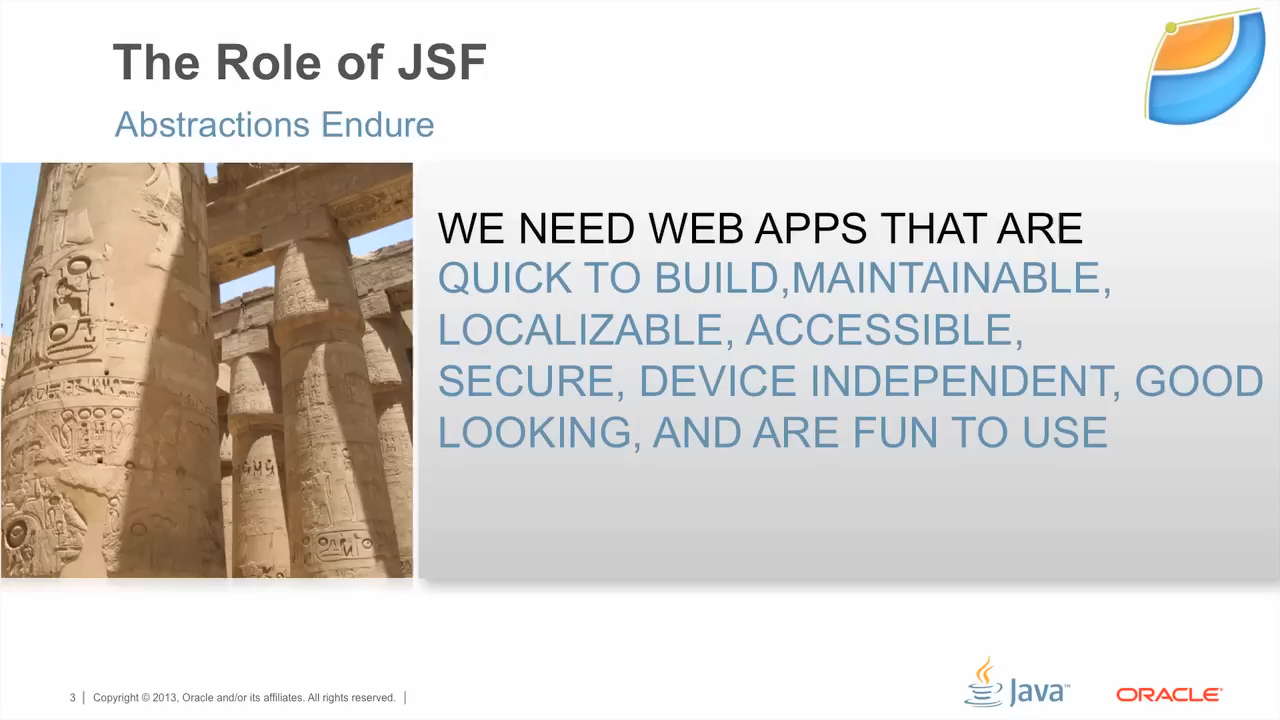 The Role of JSF
Abstractions Endure
WE NEED WEB APPS THAT ARE
QUICK TO BUILD,MAINTAINABLE,
LOCALIZABLE, ACCESSIBLE,
SECURE, DEVICE INDEPENDENT, GOOD
LOOKING, AND ARE FUN TO USE
3 | Copyright © 2013, Oracle and/or its affiliates. All rights reserved. |
Java™
ORACLE®